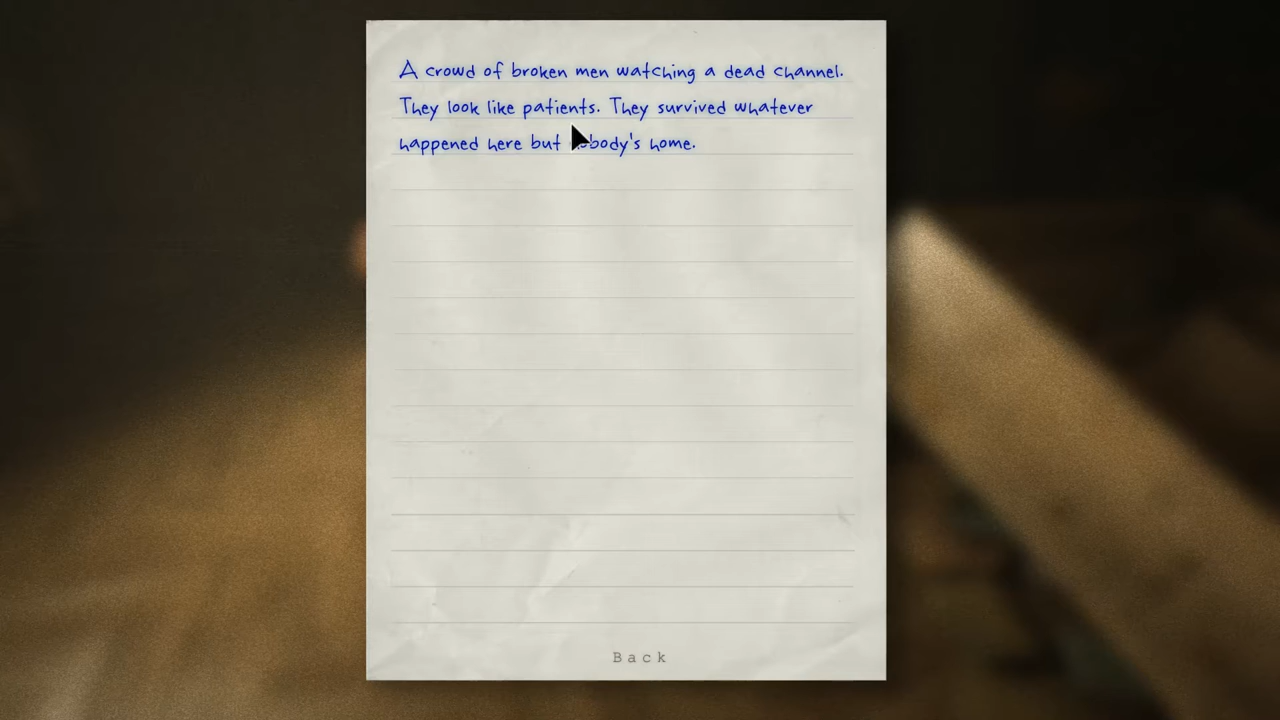 A crowd of broken men watching a dead channel.
They look like patients. They survived whatever
happened here but nobody's home.
Back